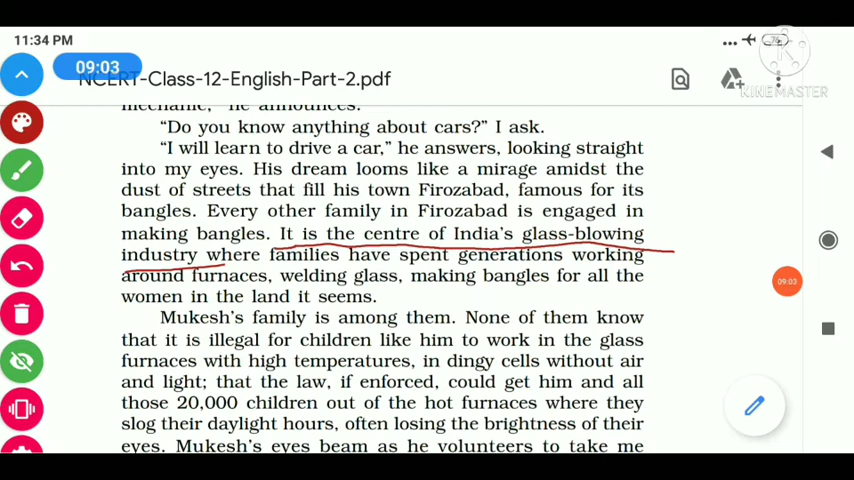 11:34 PM
76
09:03
NCERT-Class-12-English-Part-2.pdf
KINEMASTER
mechanic," he announces.
"Do you know anything about cars?" I ask.
"I will learn to drive a car," he answers, looking straight
into my eyes. His dream looms like a mirage amidst the
dust of streets that fill his town Firozabad, famous for its
bangles. Every other family in Firozabad is engaged in
making bangles. It is the centre of India's glass-blowing
industry where families have spent generations working
around furnaces, welding glass, making bangles for all the
women in the land it seems.
09:03
Mukesh's family is among them. None of them know
that it is illegal for children like him to work in the glass
furnaces with high temperatures, in dingy cells without air
and light; that the law, if enforced, could get him and all
those 20,000 children out of the hot furnaces where they
slog their daylight hours, often losing the brightness of their
eyes. Mukesh's eyes beam as he volunteers to take me